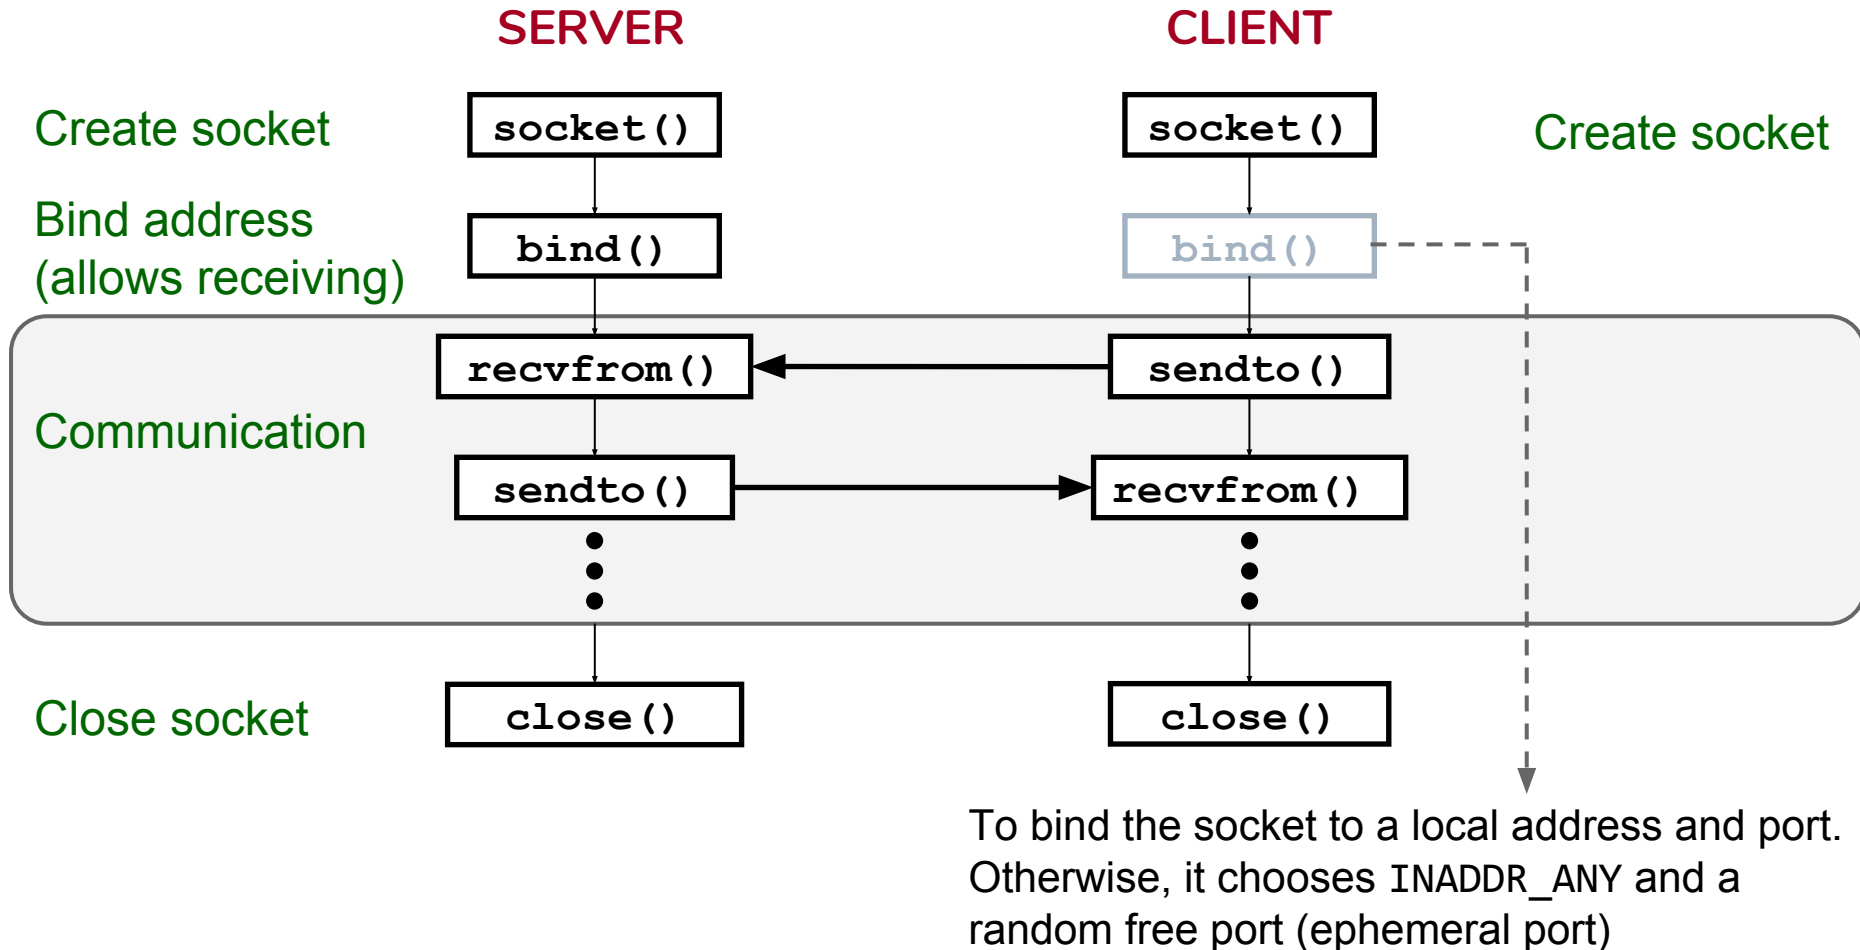 SERVER
CLIENT
Create socket
socket()
socket()
Create socket
Bind address
(allows receiving)
bind()
bind()
recvfrom()
sendto()
Communication
sendto()
recvfrom()
Close socket
close()
close()
To bind the socket to a local address and port.
Otherwise, it chooses INADDR_ANY and a
random free port (ephemeral port)